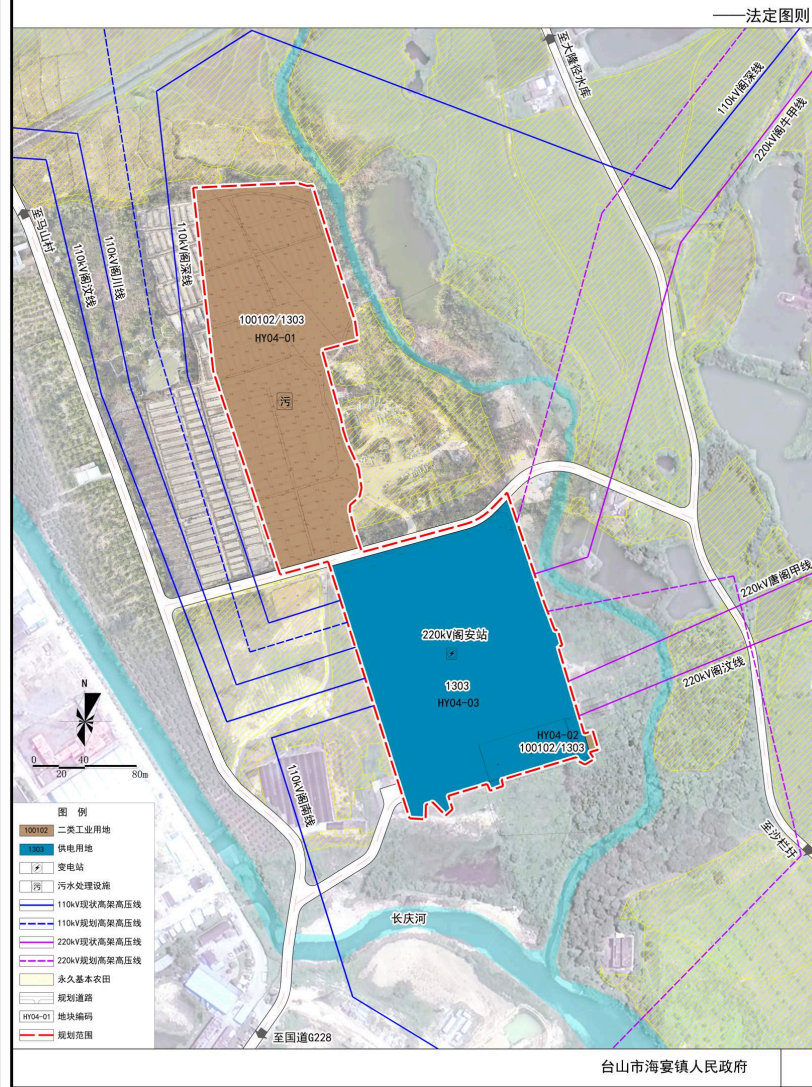 ——法定图则
至大隆径水库
110kV阁深线
220kV阁牛甲线
至马山村
110kV阁汶线
110kV阁川线
110kV阁深线
100102/1303
HY04-01
污
220kV唐阁甲线
220kV阁安站
220kV阁汶线
1303
HY04-03
HY04-02
100102/1303
N
0
20
40
80m
110kV阁南线
至沙栏圩
长庆河
图 例
100102 二类工业用地
1303 供电用地
变电站
污 污水处理设施
110kV现状高架高压线
110kV规划高架高压线
220kV现状高架高压线
220kV规划高架高压线
永久基本农田
规划道路
HY04-01 地块编码
规划范围
至国道G228
台山市海宴镇人民政府